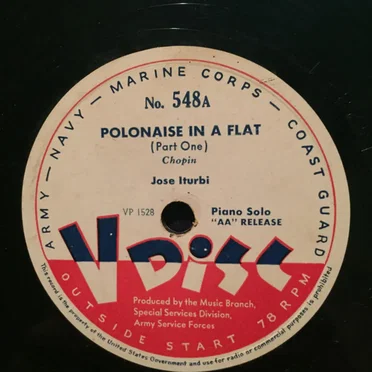 ARMY — NAVY — MARINE CORPS — COAST GUARD
No. 548A
POLONAISE IN A FLAT
(Part One)
Chopin
Jose Iturbi
VP 1528
Piano Solo
"AA" RELEASE
V DISC
Produced by the Music Branch,
Special Services Division,
Army Service Forces
OUTSIDE START 78 RPM
This record is the property of the United States Government and use for radio or commercial purposes is prohibited